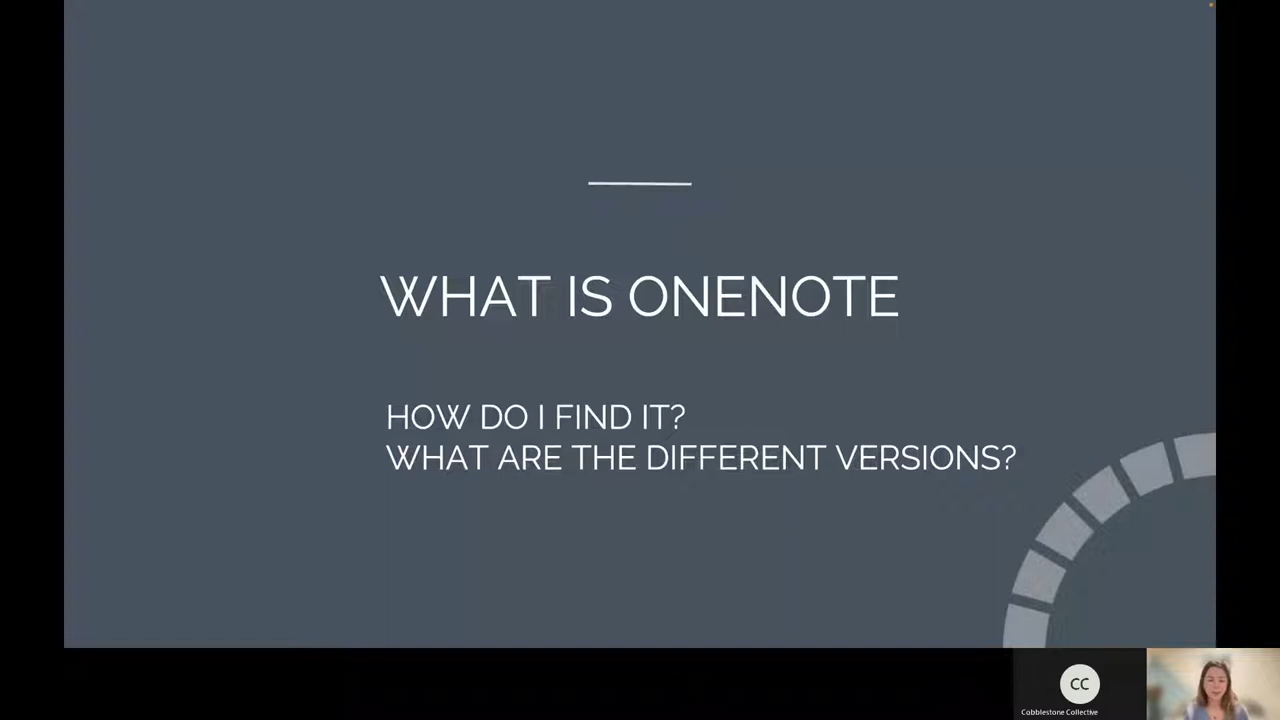 WHAT IS ONENOTE
HOW DO I FIND IT?
WHAT ARE THE DIFFERENT VERSIONS?
CC
Cobblestone Collective